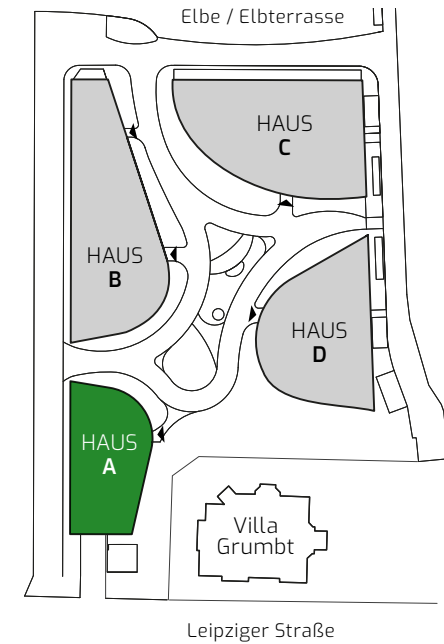 Elbe / Elbterrasse
HAUS
C
HAUS
B
HAUS
D
HAUS
A
Villa
Grumbt
Leipziger Straße